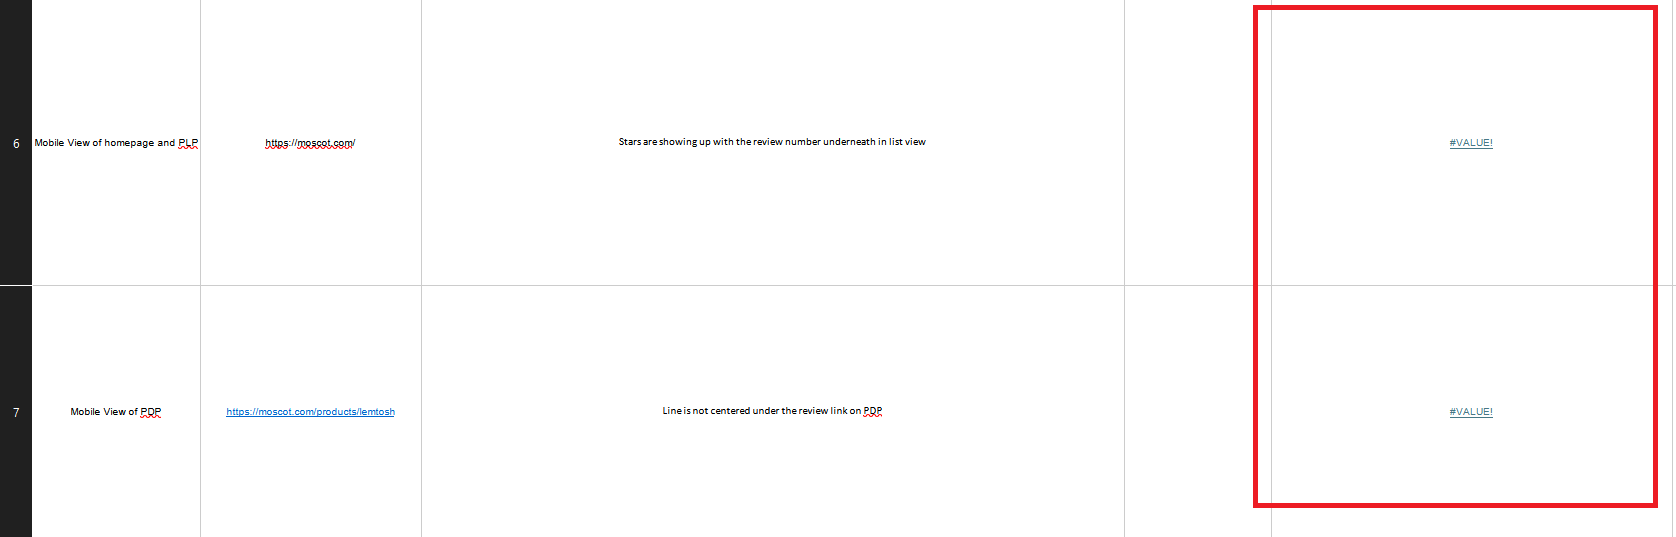 6
Mobile View of homepage and PLP
https://moscot.com/
Stars are showing up with the review number underneath in list view
#VALUE!
7
Mobile View of PDP
https://moscot.com/products/lemtosh
Line is not centered under the review link on PDP
#VALUE!